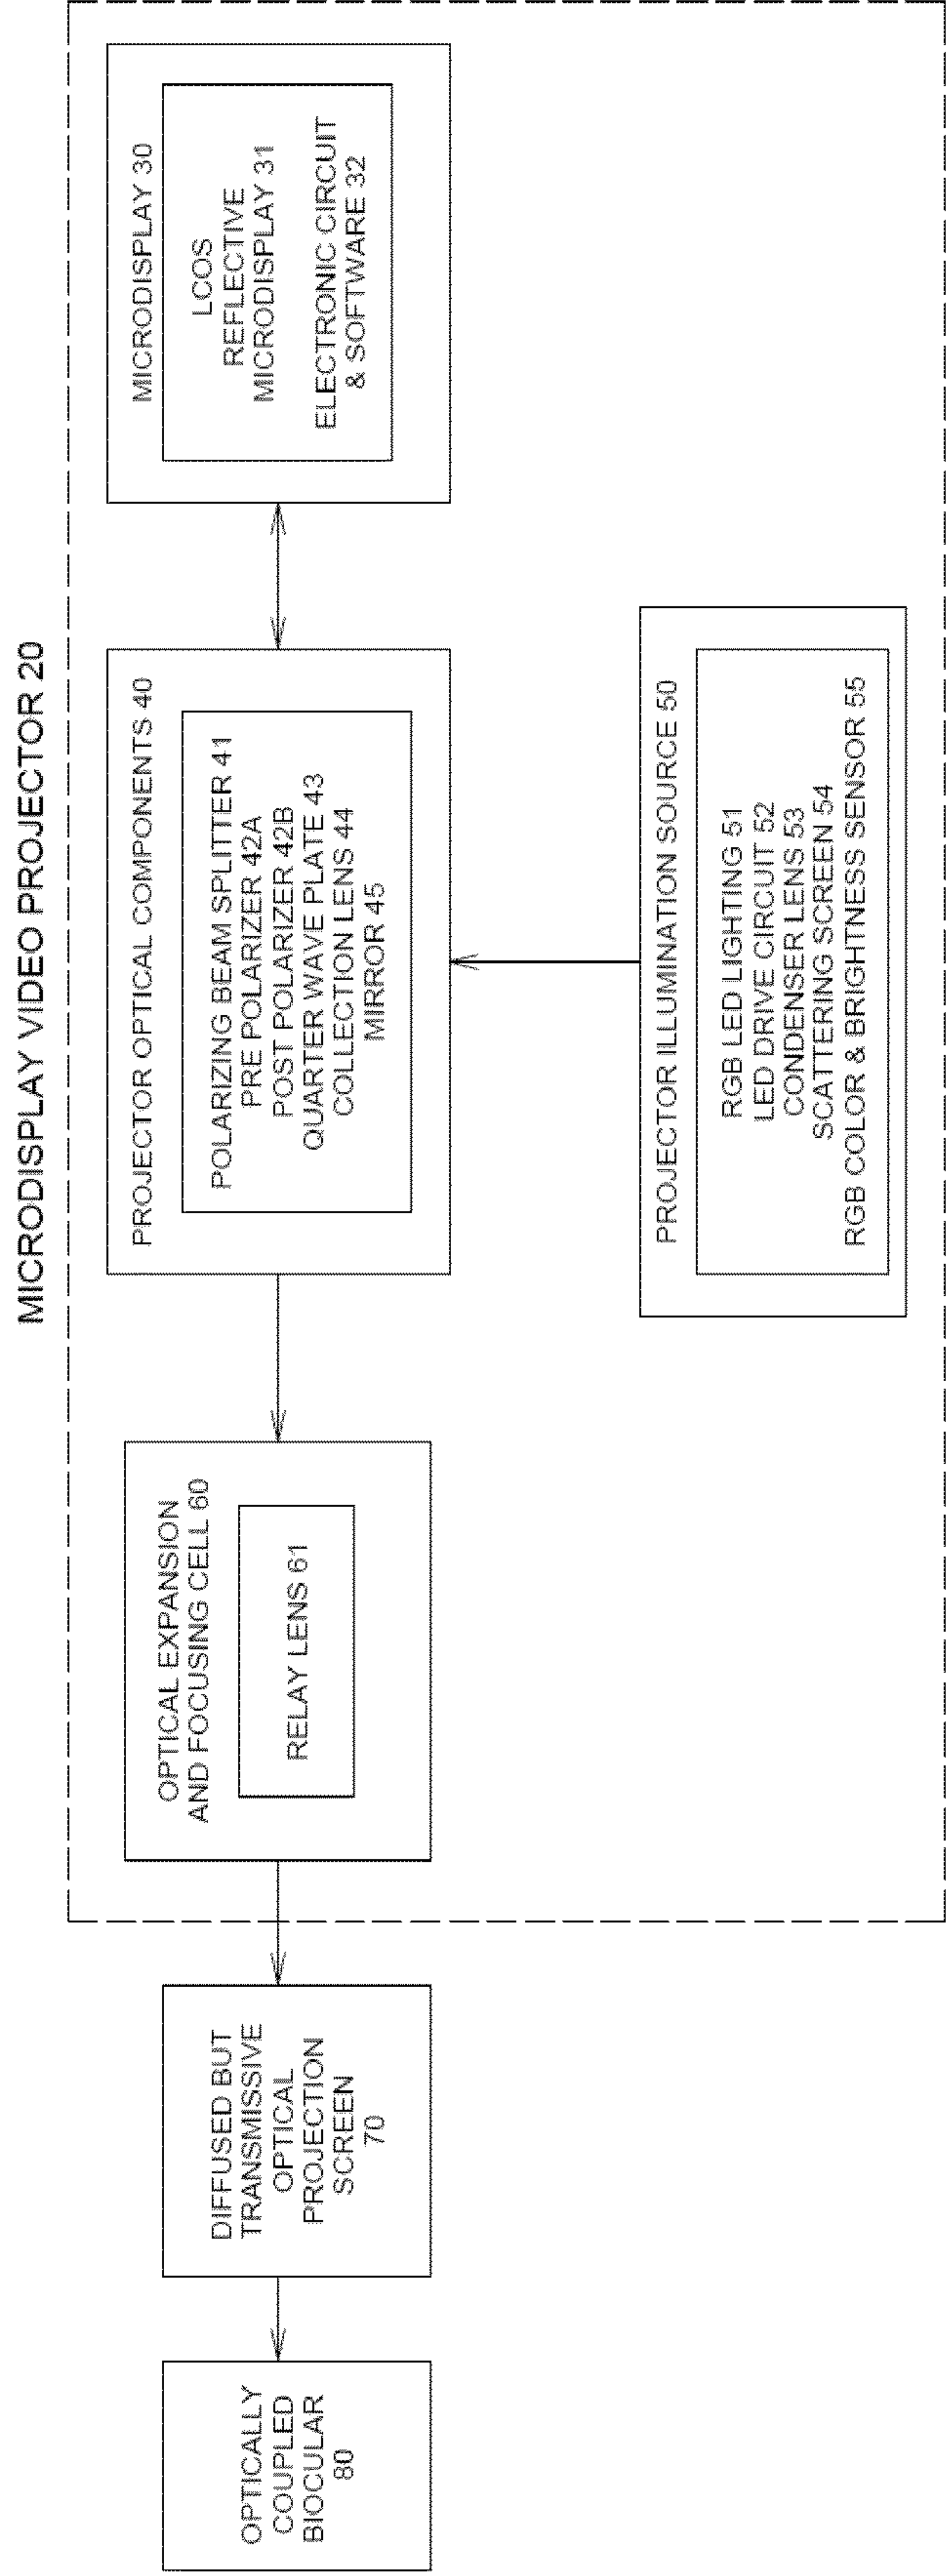 MICRODISPLAY VIDEO PROJECTOR 20
OPTICALLY
COUPLED
BIOCULAR
80
DIFFUSED BUT
TRANSMISSIVE
OPTICAL
PROJECTION
SCREEN
70
OPTICAL EXPANSION
AND FOCUSING CELL 60
RELAY LENS 61
PROJECTOR OPTICAL COMPONENTS 40
POLARIZING BEAM SPLITTER 41
PRE POLARIZER 42A
POST POLARIZER 42B
QUARTER WAVE PLATE 43
COLLECTION LENS 44
MIRROR 45
MICRODISPLAY 30
LCOS
REFLECTIVE
MICRODISPLAY 31
ELECTRONIC CIRCUIT
& SOFTWARE 32
PROJECTOR ILLUMINATION SOURCE 50
RGB LED LIGHTING 51
LED DRIVE CIRCUIT 52
CONDENSER LENS 53
SCATTERING SCREEN 54
RGB COLOR & BRIGHTNESS SENSOR 55